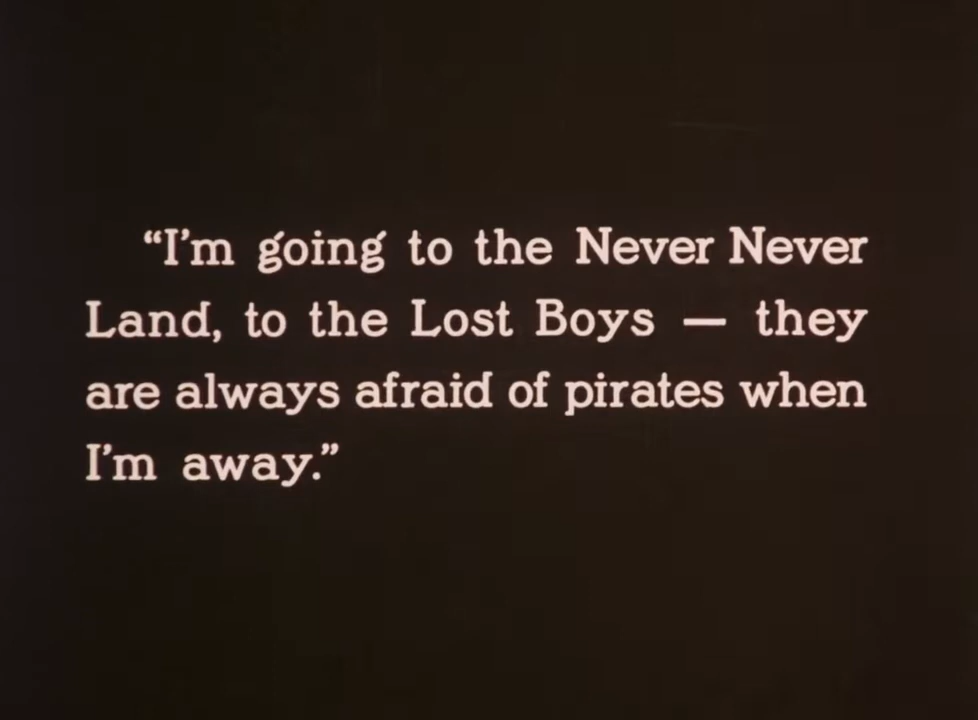 “I’m going to the Never Never
Land, to the Lost Boys — they
are always afraid of pirates when
I’m away.”